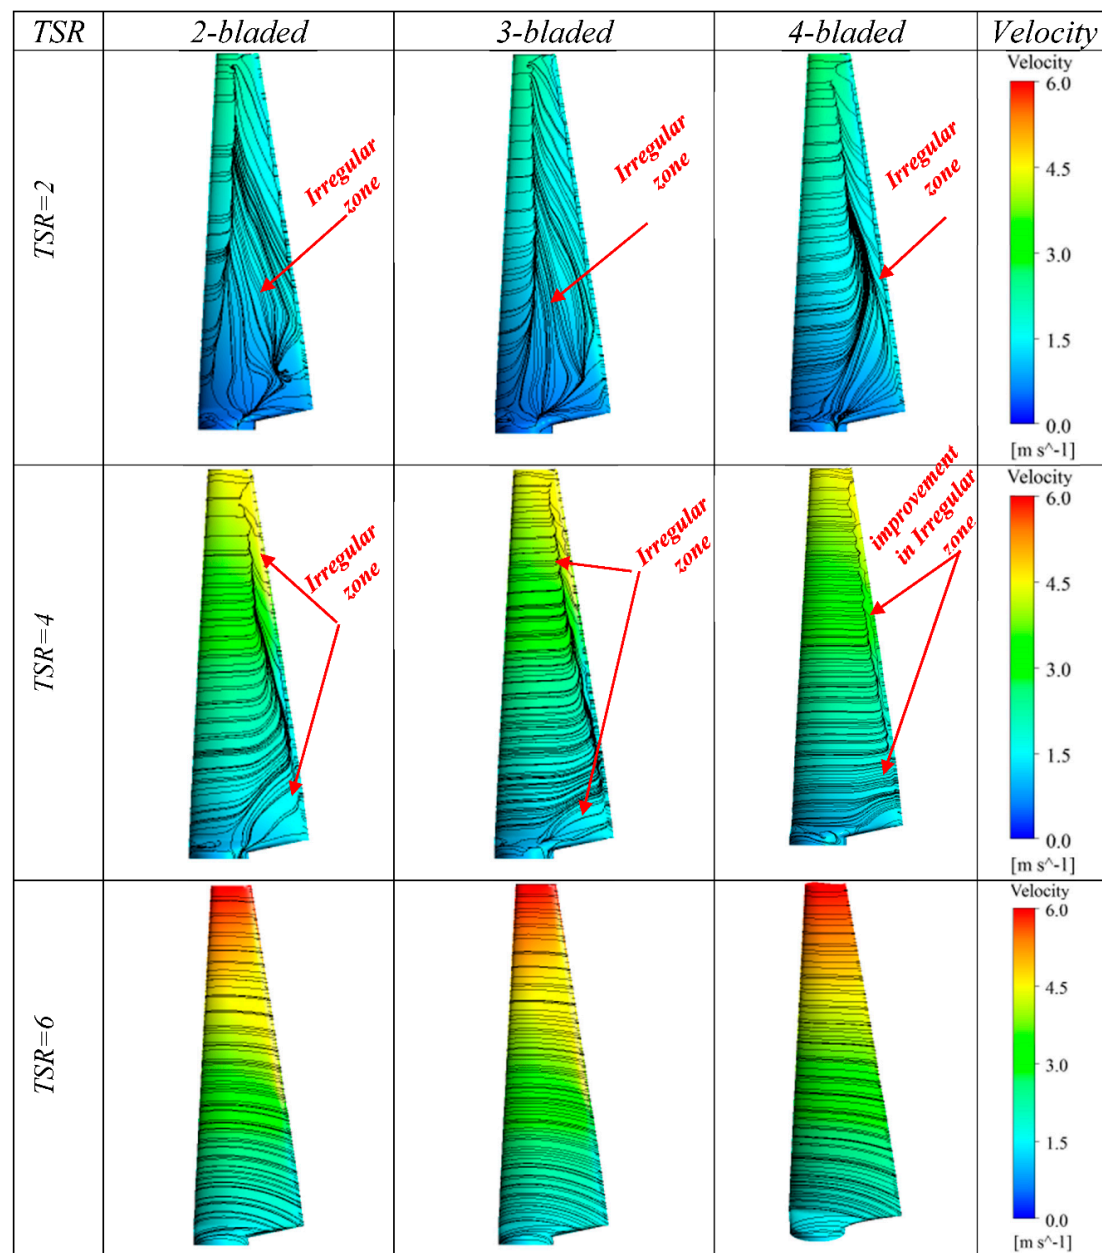 TSR 2-bladed 3-bladed 4-bladed Velocity
TSR=2
Irregular
zone
Irregular
zone
Irregular
zone
Velocity
6.0
4.5
3.0
1.5
0.0
[m s^-1]
TSR=4
Irregular
zone
Irregular
zone
improvement
in Irregular
zone
Velocity
6.0
4.5
3.0
1.5
0.0
[m s^-1]
TSR=6
Velocity
6.0
4.5
3.0
1.5
0.0
[m s^-1]